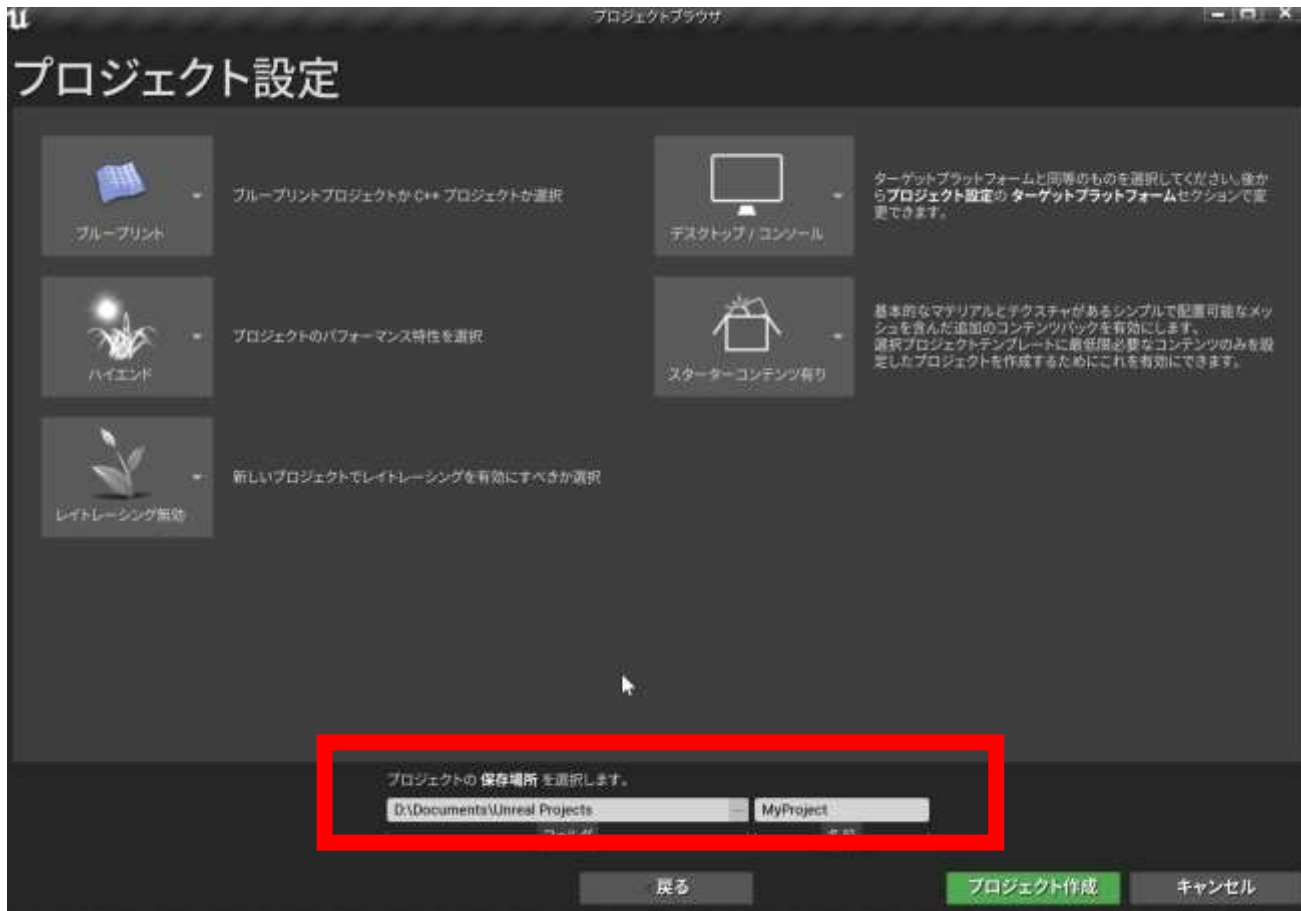 プロジェクトブラウザ
プロジェクト設定
ブループリント
ブループリントプロジェクトか C++ プロジェクトか選択
デスクトップ / コンソール
ターゲットプラットフォームと同等のものを選択してください。後か
らプロジェクト設定の ターゲットプラットフォームセクションで変
更できます。
ハイエンド
プロジェクトのパフォーマンス特性を選択
スターターコンテンツ有り
基本的なマテリアルとテクスチャがあるシンプルで配置可能なメッ
シュを含んだ追加のコンテンツパックを有効にします。
選択プロジェクトテンプレートに最低限必要なコンテンツのみを設
定したプロジェクトを作成するためにこれを有効にできます。
レイトレーシング無効
新しいプロジェクトでレイトレーシングを有効にすべきか選択
プロジェクトの 保存場所 を選択します。
D:\Documents\Unreal Projects
MyProject
フォルダ
名前
戻る
プロジェクト作成
キャンセル